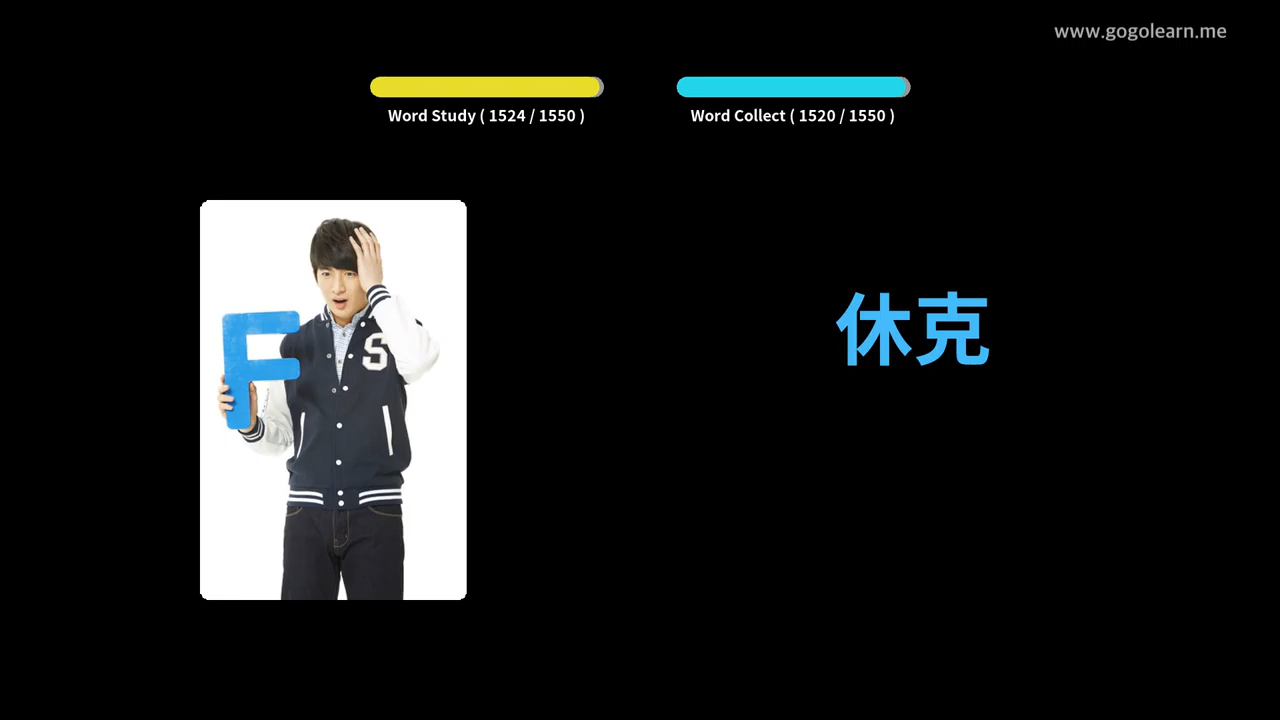 www.gogolearn.me
Word Study ( 1524 / 1550 )
Word Collect ( 1520 / 1550 )
F
S
休克